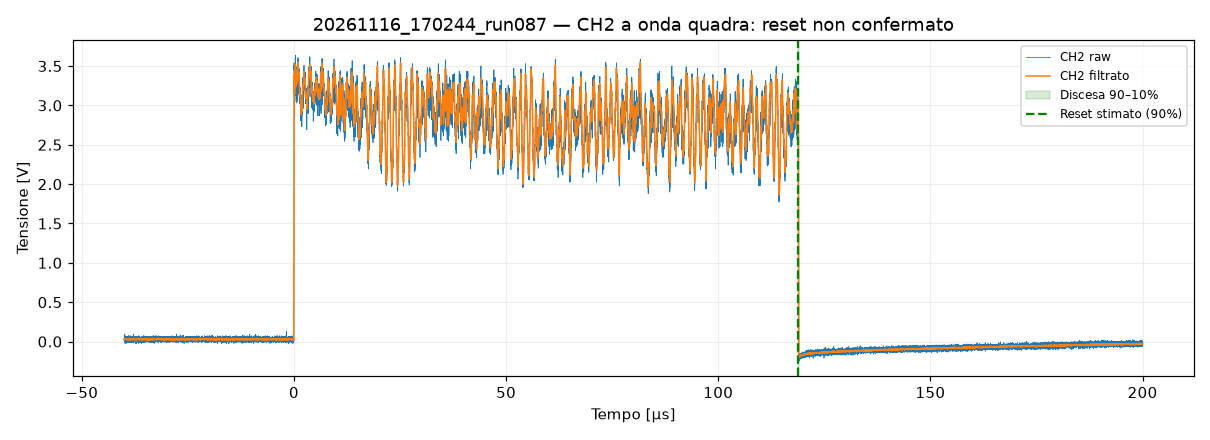 20261116_170244_run087 — CH2 a onda quadra: reset non confermato
CH2 raw
CH2 filtrato
Discesa 90–10%
Reset stimato (90%)
Tensione [V]
3.5
3.0
2.5
2.0
1.5
1.0
0.5
0.0
−50
0
50
100
150
200
Tempo [µs]